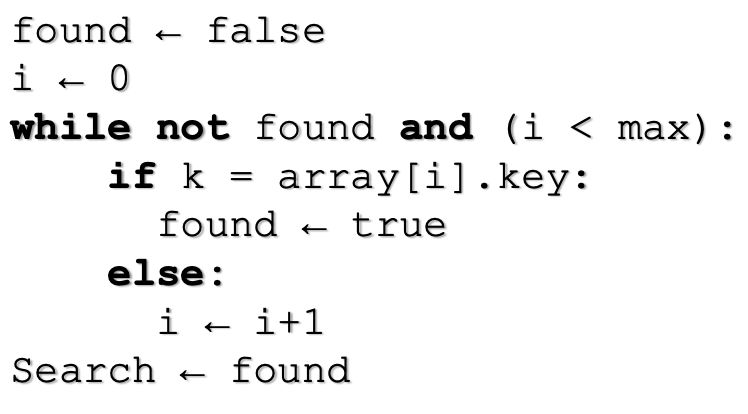 found ← false
i ← 0
while not found and (i < max):
if k = array[i].key:
found ← true
else:
i ← i+1
Search ← found